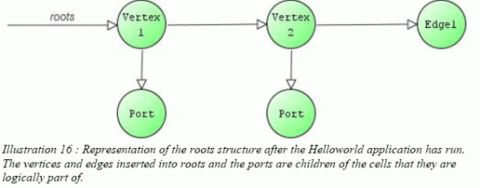 roots
Vertex
1
Vertex
2
Edge1
Port
Port
Illustration 16 : Representation of the roots structure after the Helloworld application has run.
The vertices and edges inserted into roots and the ports are children of the cells that they are
logically part of.